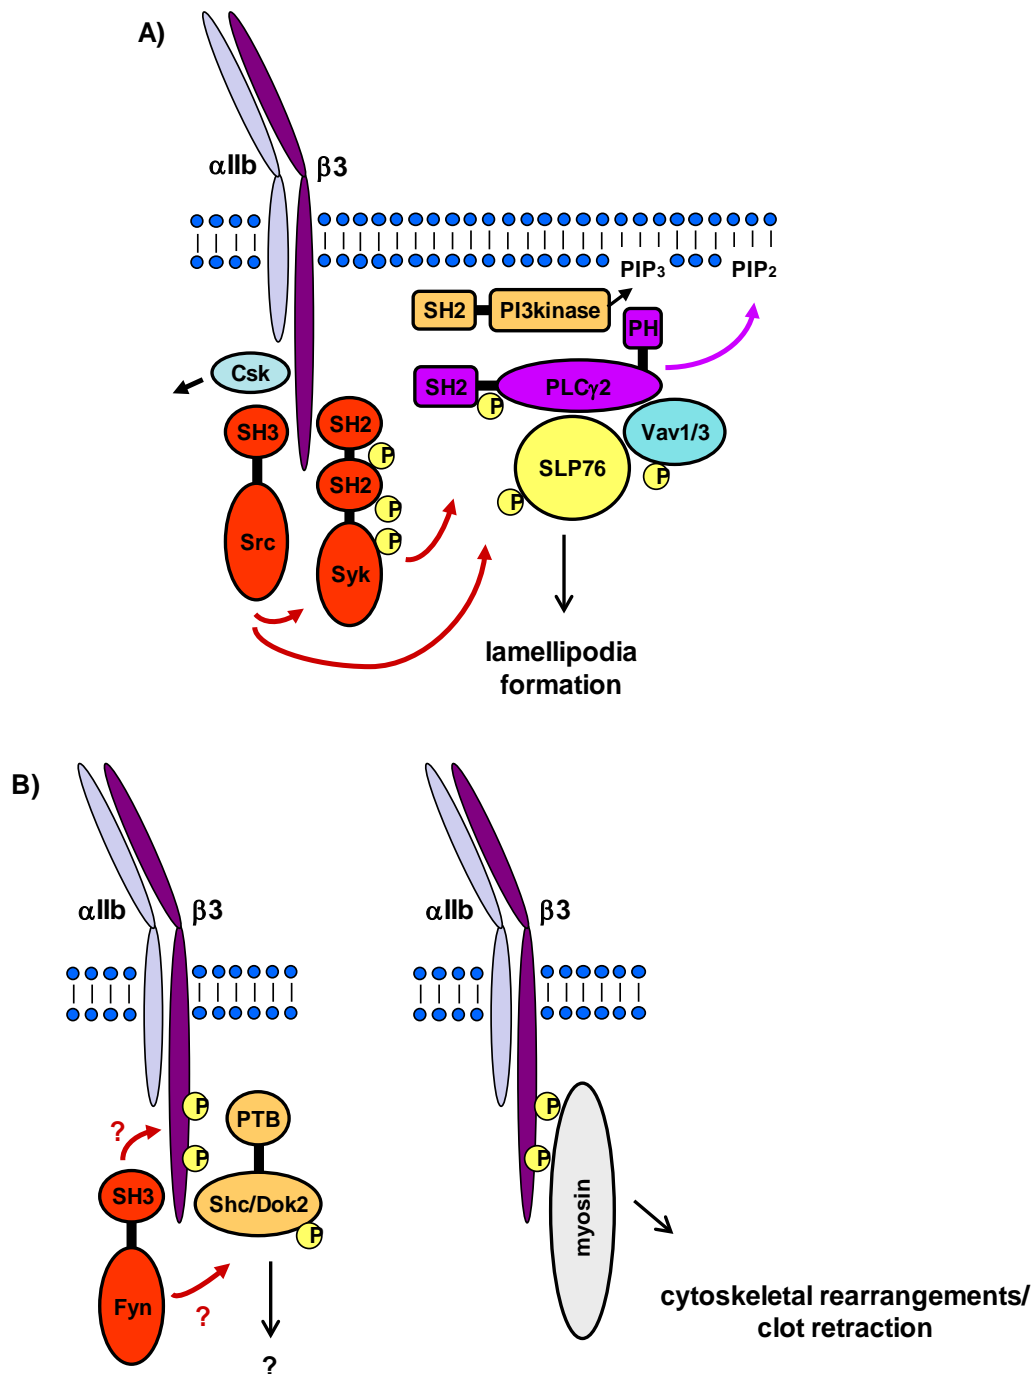 A)
αIIb
β3
PIP3
PIP2
SH2
PI3kinase
PH
Csk
SH2
PLCγ2
P
SH3
SH2
Vav1/3
P
SH2
SLP76
P
P
P
Src
P
Syk
lamellipodia
formation
B)
αIIb
β3
αIIb
β3
P
P
PTB
?
P
P
SH3
Shc/Dok2
P
myosin
Fyn
?
cytoskeletal rearrangements/
clot retraction
?